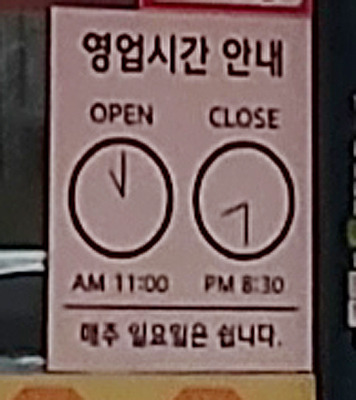 영업시간 안내
OPEN CLOSE
AM 11:00 PM 8:30
매주 일요일은 쉽니다.